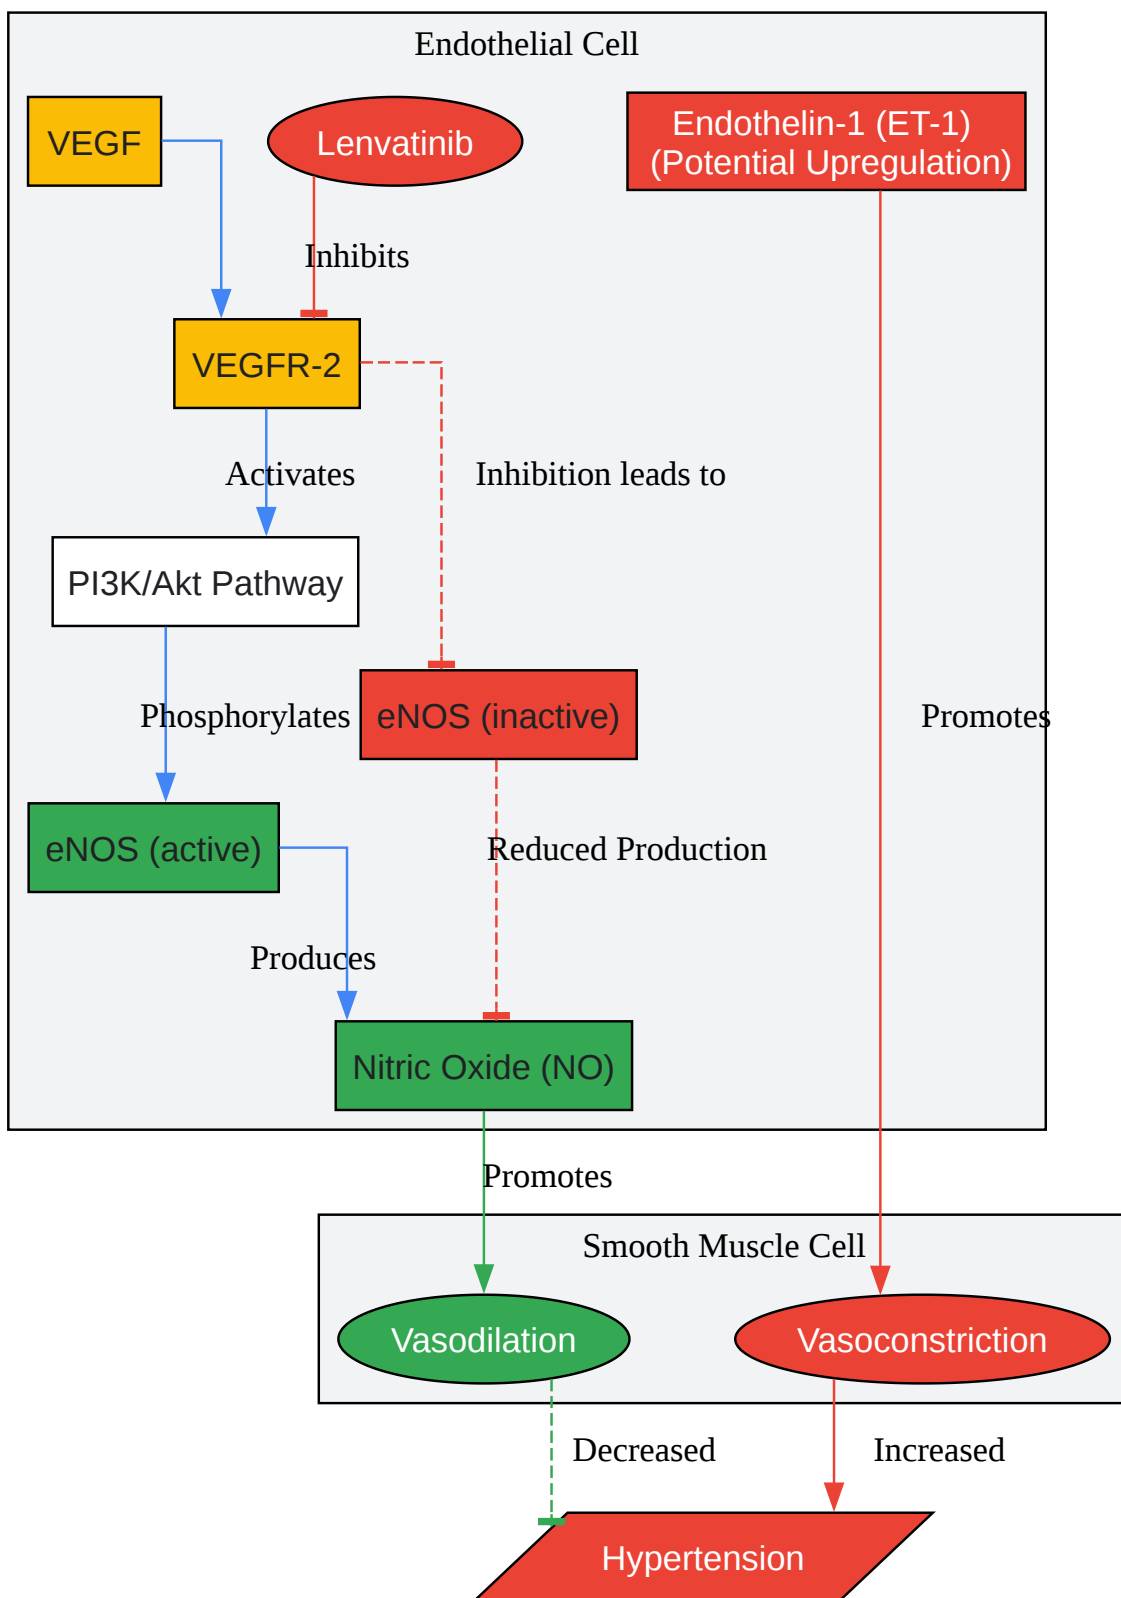 Endothelial Cell
VEGF
Lenvatinib
Endothelin-1 (ET-1)
(Potential Upregulation)
Inhibits
VEGFR-2
Activates
Inhibition leads to
PI3K/Akt Pathway
Phosphorylates
eNOS (inactive)
Promotes
eNOS (active)
Reduced Production
Produces
Nitric Oxide (NO)
Promotes
Smooth Muscle Cell
Vasodilation
Vasoconstriction
Decreased
Increased
Hypertension